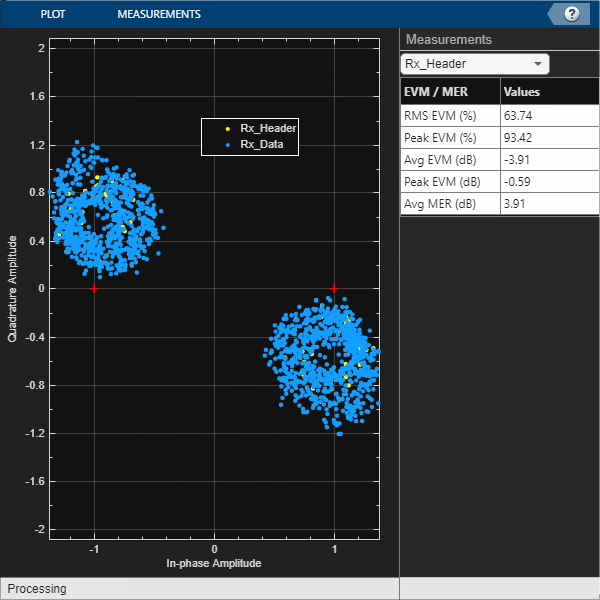 PLOT MEASUREMENTS ?
Measurements
Rx_Header
EVM / MER Values
RMS EVM (%) 63.74
Peak EVM (%) 93.42
Avg EVM (dB) -3.91
Peak EVM (dB) -0.59
Avg MER (dB) 3.91
Rx_Header
Rx_Data
2
1.6
1.2
0.8
0.4
0
-0.4
-0.8
-1.2
-1.6
-2
Quadrature Amplitude
-1 0 1
In-phase Amplitude
Processing